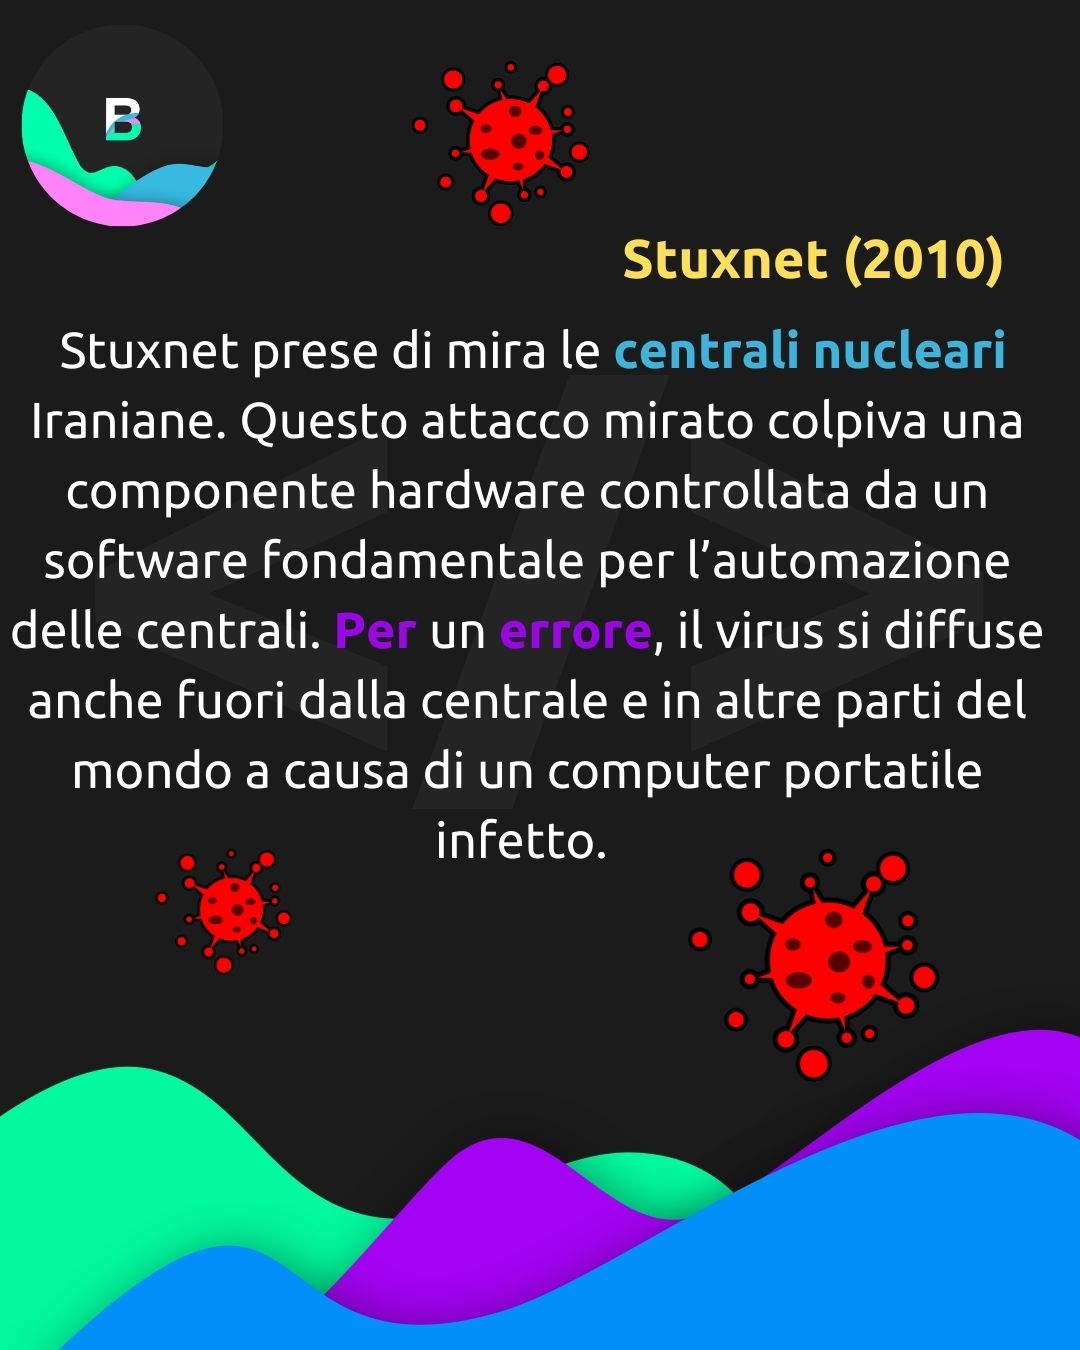 B
Stuxnet (2010)
Stuxnet prese di mira le centrali nucleari
Iraniane. Questo attacco mirato colpiva una
componente hardware controllata da un
software fondamentale per l’automazione
delle centrali. Per un errore, il virus si diffuse
anche fuori dalla centrale e in altre parti del
mondo a causa di un computer portatile
infetto.